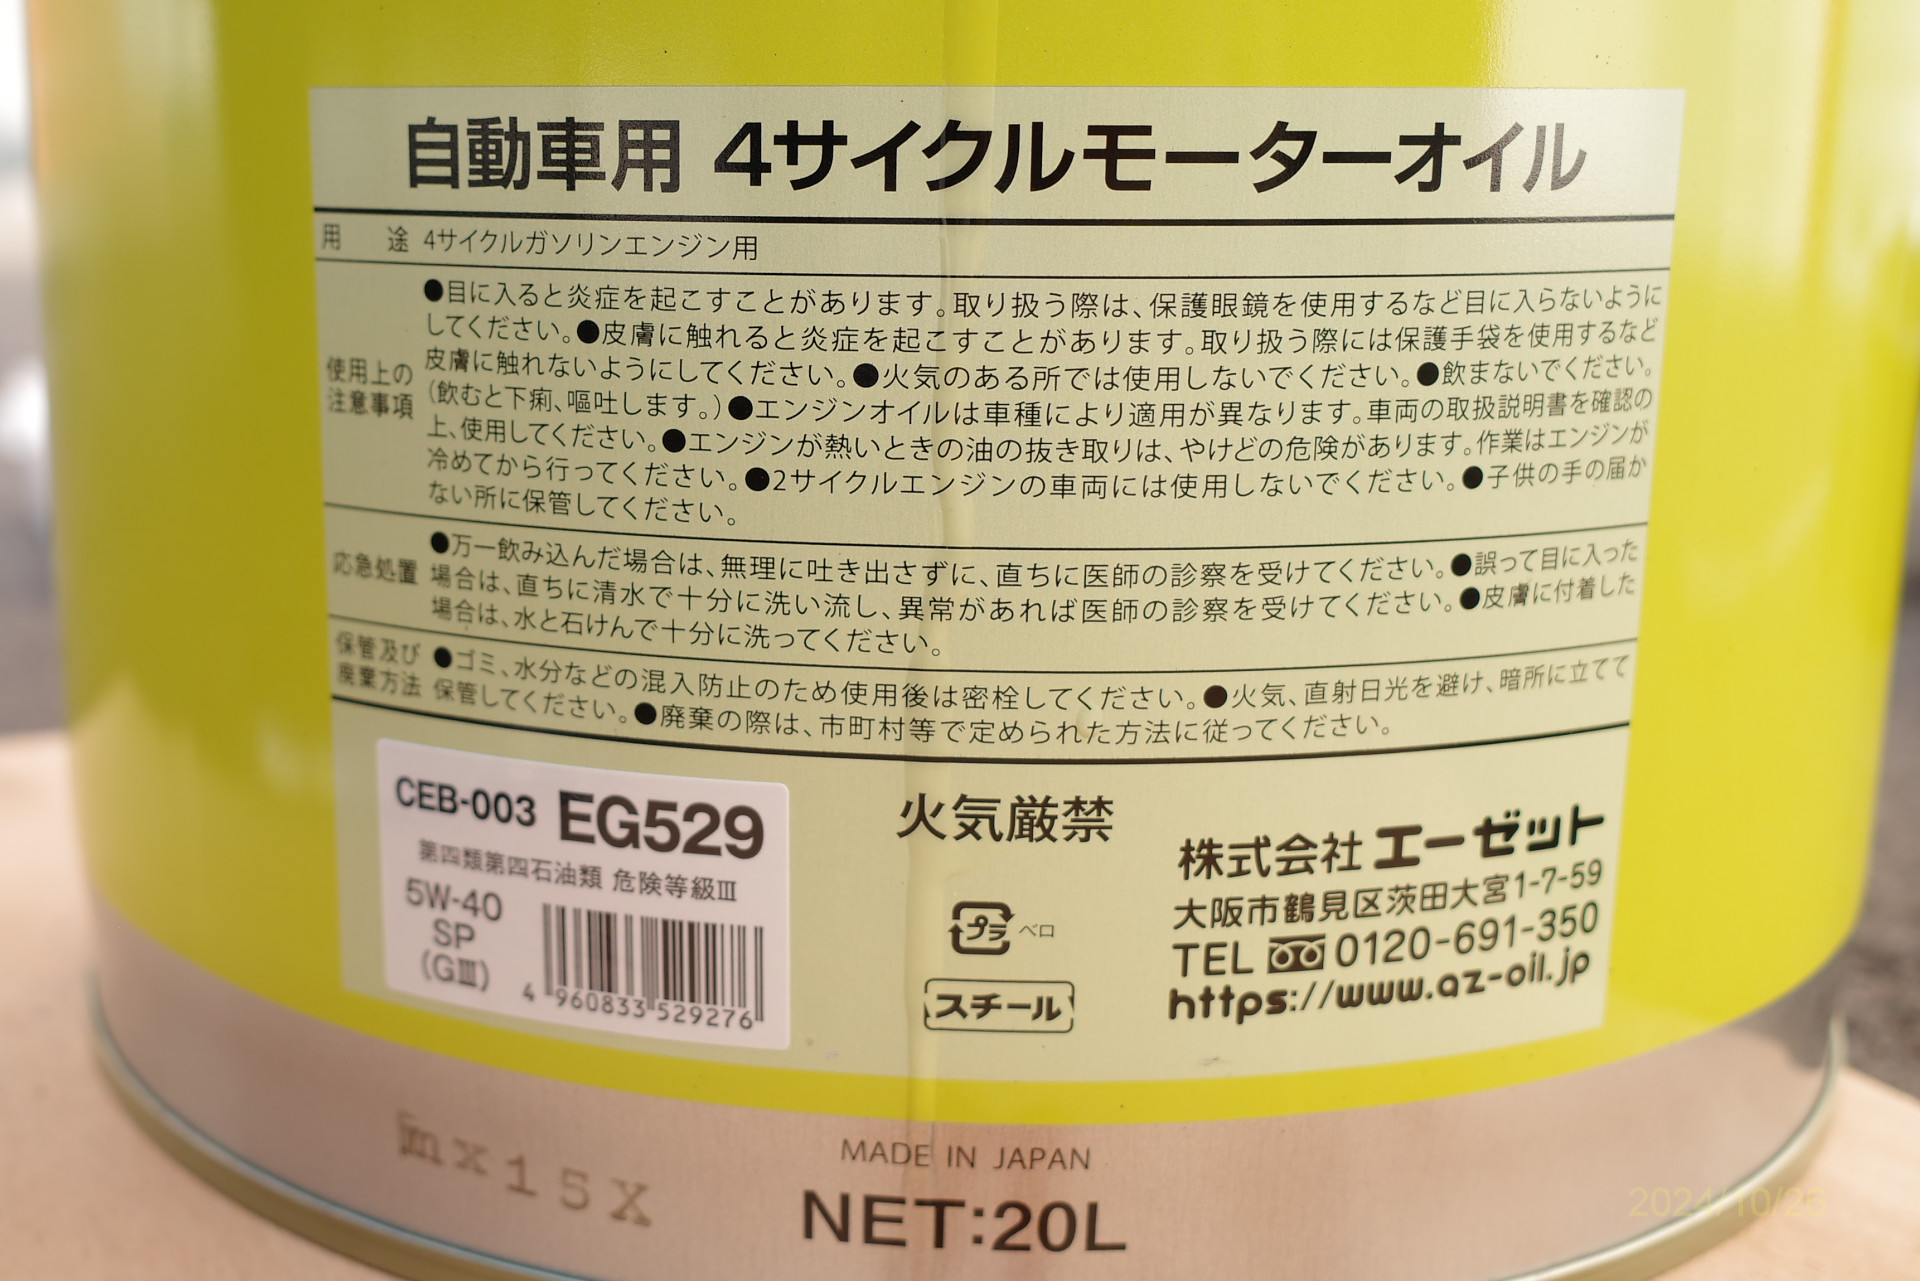 自動車用 4サイクルモーターオイル
用途 4サイクルガソリンエンジン用
使用上の
注意事項
●目に入ると炎症を起こすことがあります。取り扱う際は、保護眼鏡を使用するなど目に入らないように
してください。●皮膚に触れると炎症を起こすことがあります。取り扱う際には保護手袋を使用するなど
皮膚に触れないようにしてください。●火気のある所では使用しないでください。●飲まないでください。
(飲むと下痢、嘔吐します。)●エンジンオイルは車種により適用が異なります。車両の取扱説明書を確認の
上、使用してください。●エンジンが熱いときの油の抜き取りは、やけどの危険があります。作業はエンジンが
冷めてから行ってください。●2サイクルエンジンの車両には使用しないでください。●子供の手の届か
ない所に保管してください。
応急処置
●万一飲み込んだ場合は、無理に吐き出さずに、直ちに医師の診察を受けてください。●誤って目に入った
場合は、直ちに清水で十分に洗い流し、異常があれば医師の診察を受けてください。●皮膚に付着した
場合は、水と石けんで十分に洗ってください。
保管及び
廃棄方法
●ゴミ、水分などの混入防止のため使用後は密栓してください。●火気、直射日光を避け、暗所に立てて
保管してください。●廃棄の際は、市町村等で定められた方法に従ってください。
CEB-003 EG529
第四類第四石油類 危険等級Ⅲ
5W-40
SP
(GⅢ)
4 960833 529276
火気厳禁
プラ ベロ
スチール
株式会社 エーゼット
大阪市鶴見区茨田大宮1-7-59
TEL 0120-691-350
https://www.az-oil.jp
mx15X
MADE IN JAPAN
NET:20L
2024/10/26